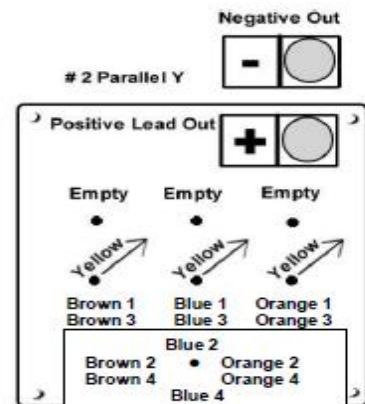 Negative Out
-
# 2 Parallel Y
Positive Lead Out
+
Empty Empty Empty
Yellow Yellow Yellow
Brown 1 Blue 1 Orange 1
Brown 3 Blue 3 Orange 3
Blue 2
Brown 2 Orange 2
Brown 4 Orange 4
Blue 4